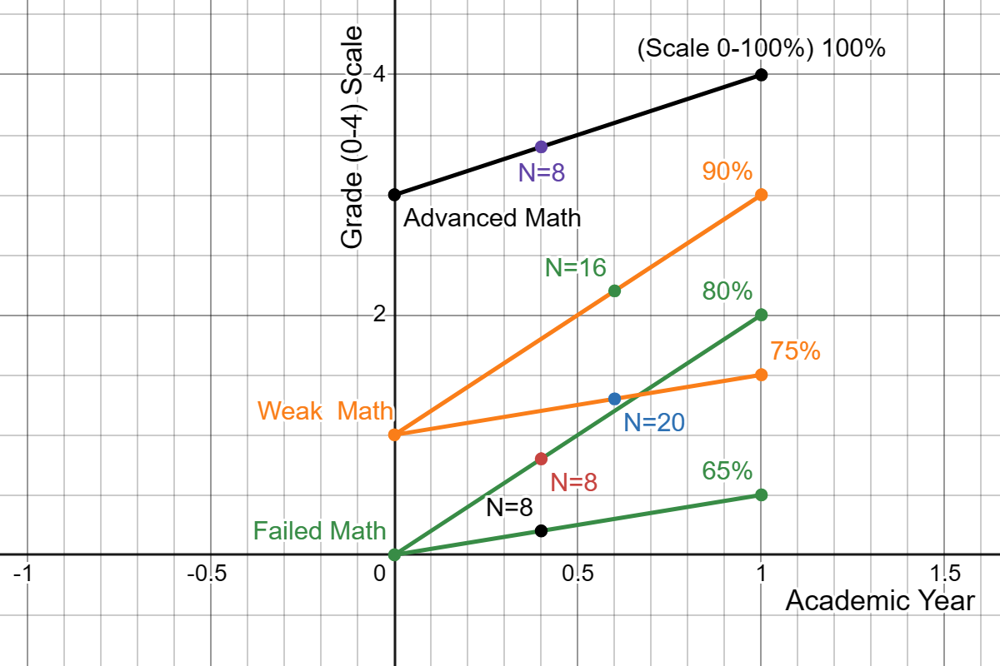 (Scale 0-100%) 100%
Grade (0-4) Scale
4
90%
N=8
Advanced Math
N=16
80%
2
75%
Weak  Math
N=20
65%
N=8
N=8
Failed Math
-1
-0.5
0
0.5
1
1.5
Academic Year